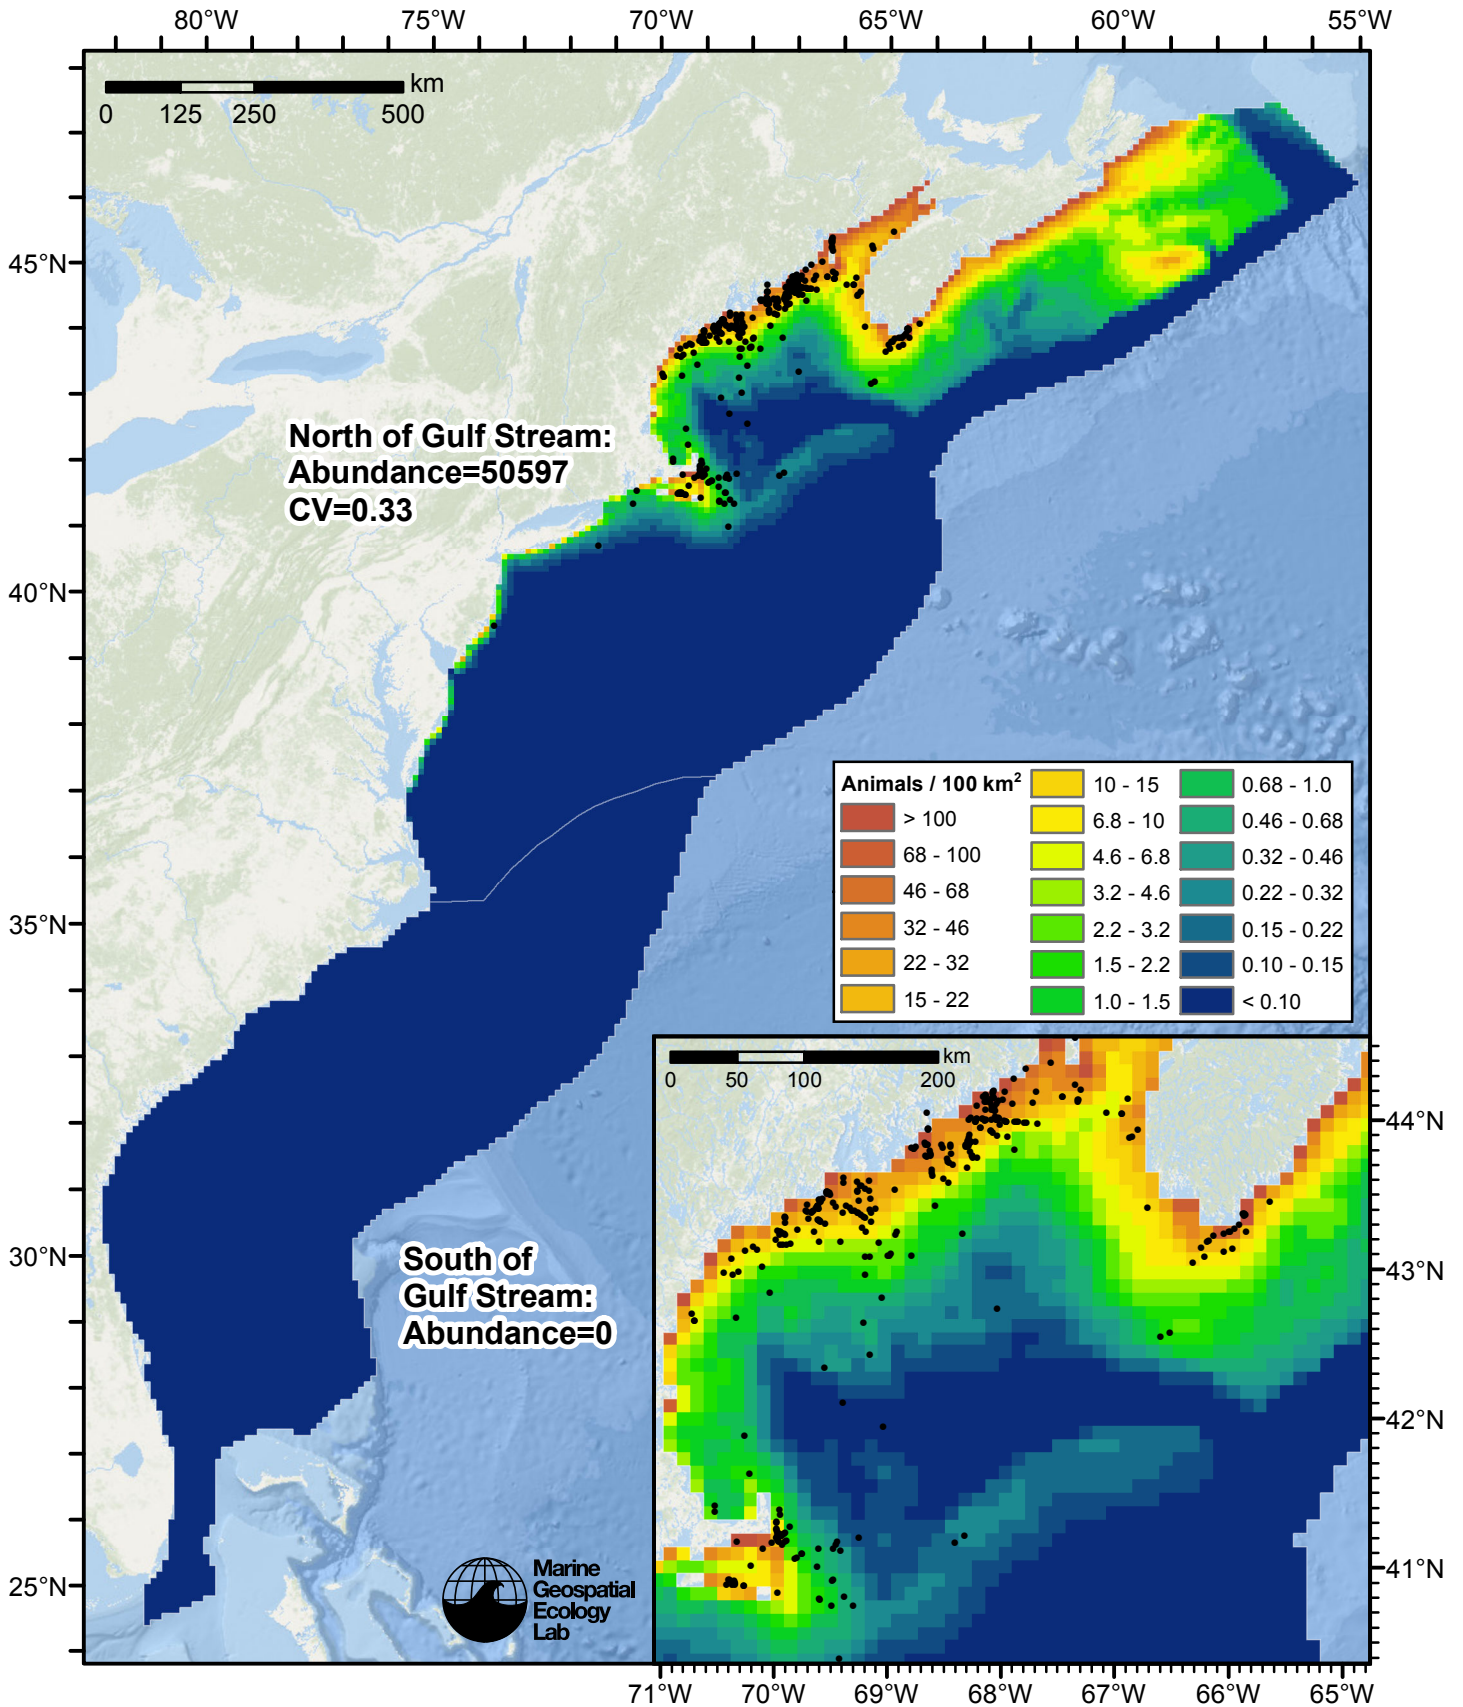 80°W 75°W 70°W 65°W 60°W 55°W
km
0 125 250 500
45°N
North of Gulf Stream:
Abundance=50597
CV=0.33
40°N
Animals / 100 km²
> 100
68 - 100
46 - 68
32 - 46
22 - 32
15 - 22
10 - 15
6.8 - 10
4.6 - 6.8
3.2 - 4.6
2.2 - 3.2
1.5 - 2.2
1.0 - 1.5
0.68 - 1.0
0.46 - 0.68
0.32 - 0.46
0.22 - 0.32
0.15 - 0.22
0.10 - 0.15
< 0.10
35°N
30°N
South of
Gulf Stream:
Abundance=0
25°N
Marine
Geospatial
Ecology
Lab
km
0 50 100 200
44°N
43°N
42°N
41°N
71°W 70°W 69°W 68°W 67°W 66°W 65°W